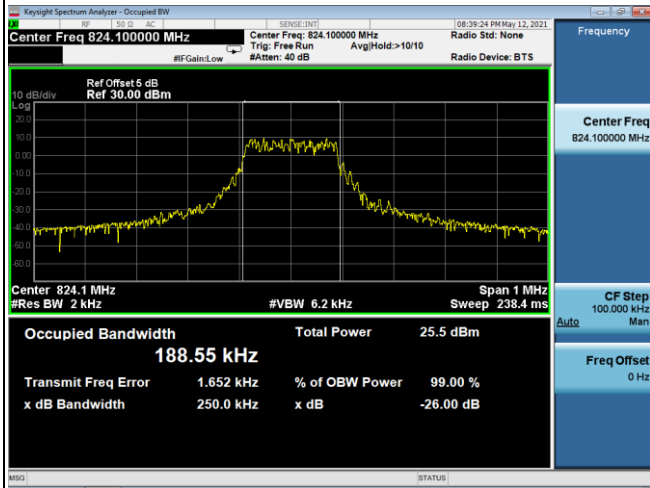 Keysight Spectrum Analyzer - Occupied BW
RF 50 Ω AC SENSE:INT 08:39:24 PM May 12, 2021
Center Freq 824.100000 MHz
Center Freq: 824.100000 MHz Radio Std: None
Trig: Free Run Avg|Hold:>10/10
#IFGain:Low #Atten: 40 dB Radio Device: BTS
Ref Offset 5 dB
10 dB/div Ref 30.00 dBm
Log
20.0
10.0
0.00
-10.0
-20.0
-30.0
-40.0
-50.0
-60.0
Center 824.1 MHz Span 1 MHz
#Res BW 2 kHz #VBW 6.2 kHz Sweep 238.4 ms
Occupied Bandwidth Total Power 25.5 dBm
188.55 kHz
Transmit Freq Error 1.652 kHz % of OBW Power 99.00 %
x dB Bandwidth 250.0 kHz x dB -26.00 dB
MSG STATUS
Frequency
Center Freq
824.100000 MHz
CF Step
100.000 kHz
Auto Man
Freq Offset
0 Hz